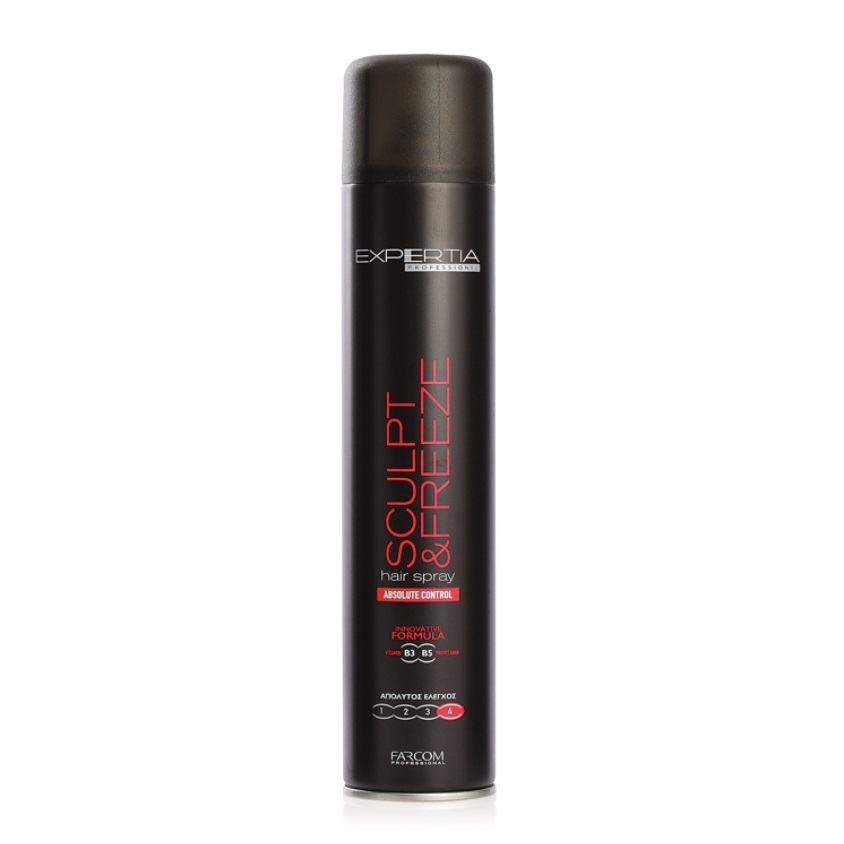 EXPERTIA
PROFESSIONEL
SCULPT
&FREEZE
hair spray
ABSOLUTE CONTROL
INNOVATIVE
FORMULA
B3 B5
ΑΠΟΛΥΤΟΣ ΕΛΕΓΧΟΣ
1 2 3 4
FARCOM
PROFESSIONAL